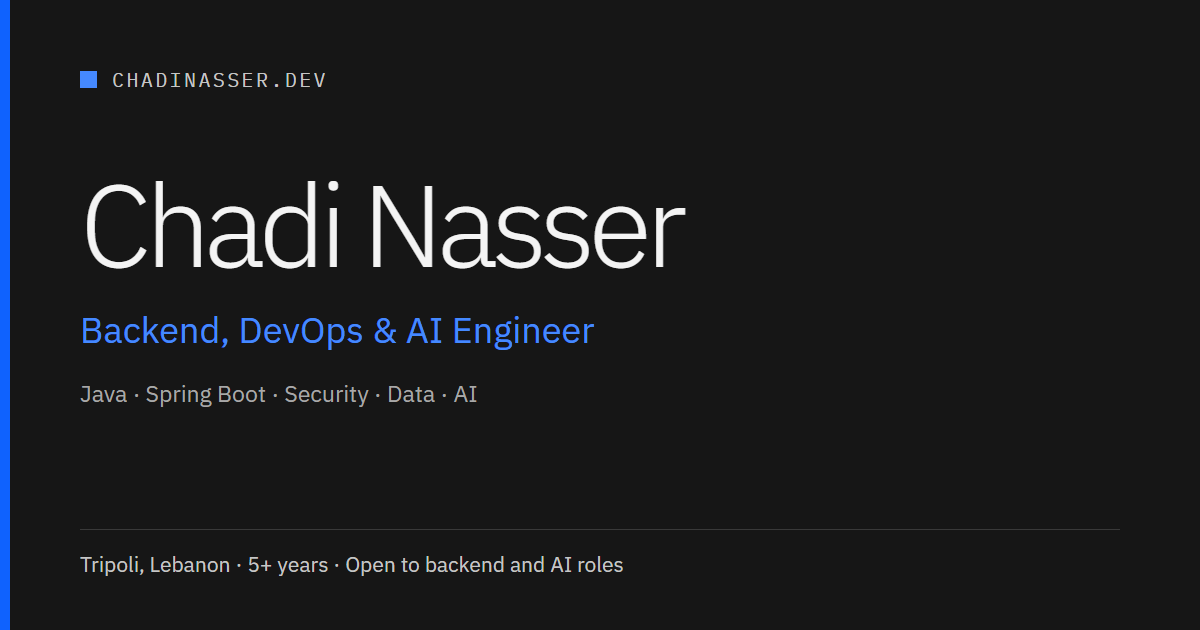 CHADINASSER.DEV
Chadi Nasser
Backend, DevOps & AI Engineer
Java · Spring Boot · Security · Data · AI
Tripoli, Lebanon · 5+ years · Open to backend and AI roles